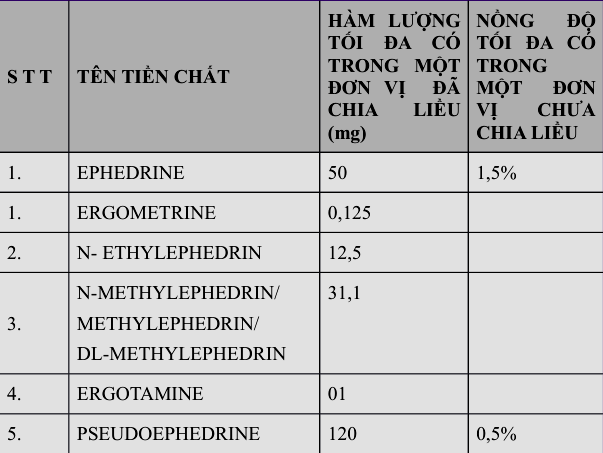 S T T
TÊN TIỀN CHẤT
HÀM LƯỢNG
TỐI ĐA CÓ
TRONG MỘT
ĐƠN VỊ ĐÃ
CHIA LIỀU
(mg)
NỒNG ĐỘ
TỐI ĐA CÓ
TRONG
MỘT ĐƠN
VỊ CHƯA
CHIA LIỀU
1. EPHEDRINE 50 1,5%
1. ERGOMETRINE 0,125
2. N- ETHYLEPHEDRIN 12,5
3.
N-METHYLEPHEDRIN/ 31,1
METHYLEPHEDRIN/
DL-METHYLEPHEDRIN
4. ERGOTAMINE 01
5. PSEUDOEPHEDRINE 120 0,5%